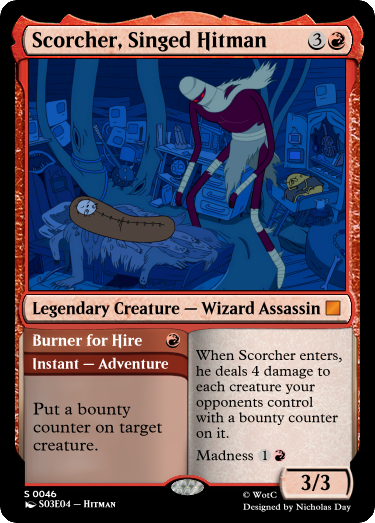 Scorcher, Singed Hitman 3
Legendary Creature — Wizard Assassin
Burner for Hire
Instant — Adventure
Put a bounty
counter on target
creature.
When Scorcher enters,
he deals 4 damage to
each creature your
opponents control
with a bounty counter
on it.
Madness 1
3/3
S 0046
S03E04 — Hitman
© WotC
Designed by Nicholas Day